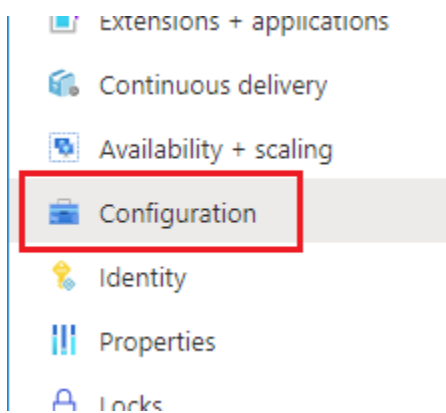 Extensions + applications
Continuous delivery
Availability + scaling
Configuration
Identity
Properties
Locks